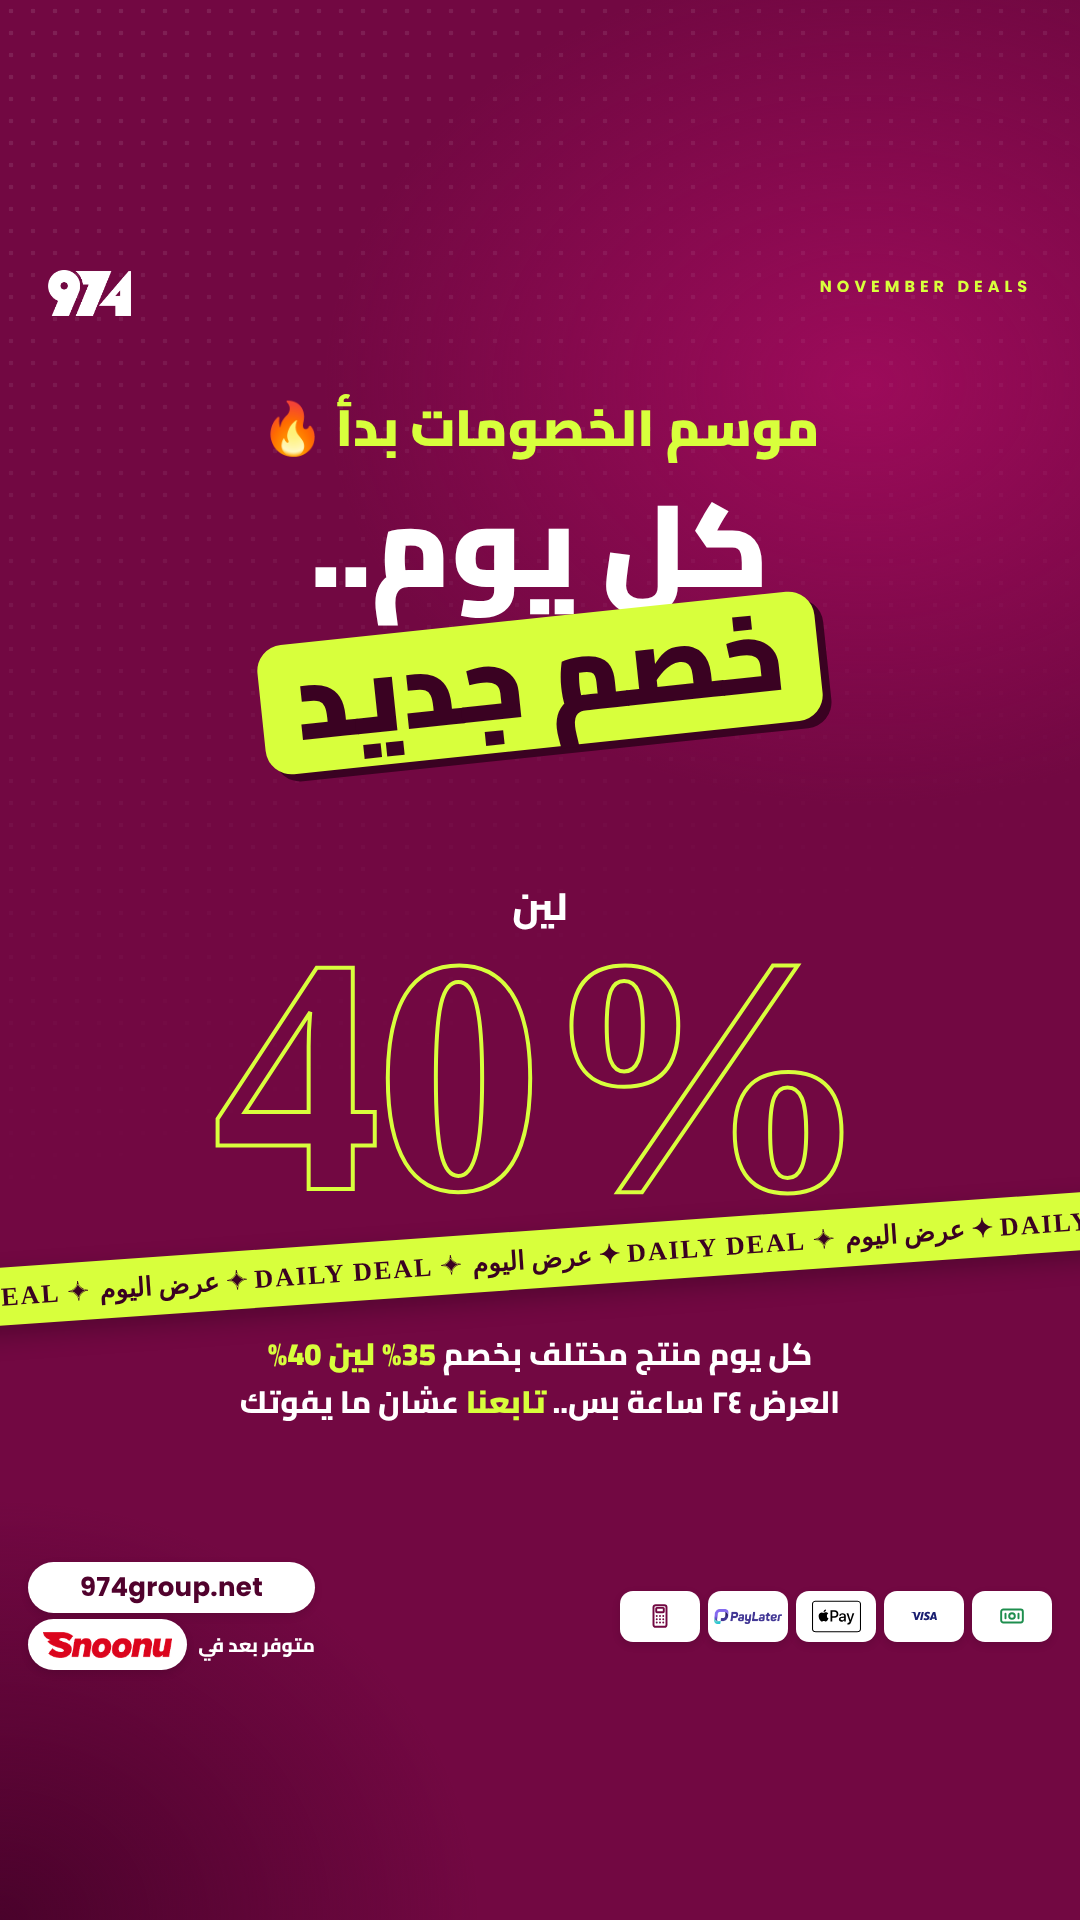 974
NOVEMBER DEALS
موسم الخصومات بدأ 🔥
كل يوم..
خصم جديد
لين
40%
EAL ✦ عرض اليوم ✦ DAILY DEAL ✦ عرض اليوم ✦ DAILY DEAL ✦ عرض اليوم ✦ DAILY
كل يوم منتج مختلف بخصم 35% لين 40%
العرض ٢٤ ساعة بس.. تابعنا عشان ما يفوتك
974group.net
متوفر بعد في Snoonu
PayLater Pay VISA